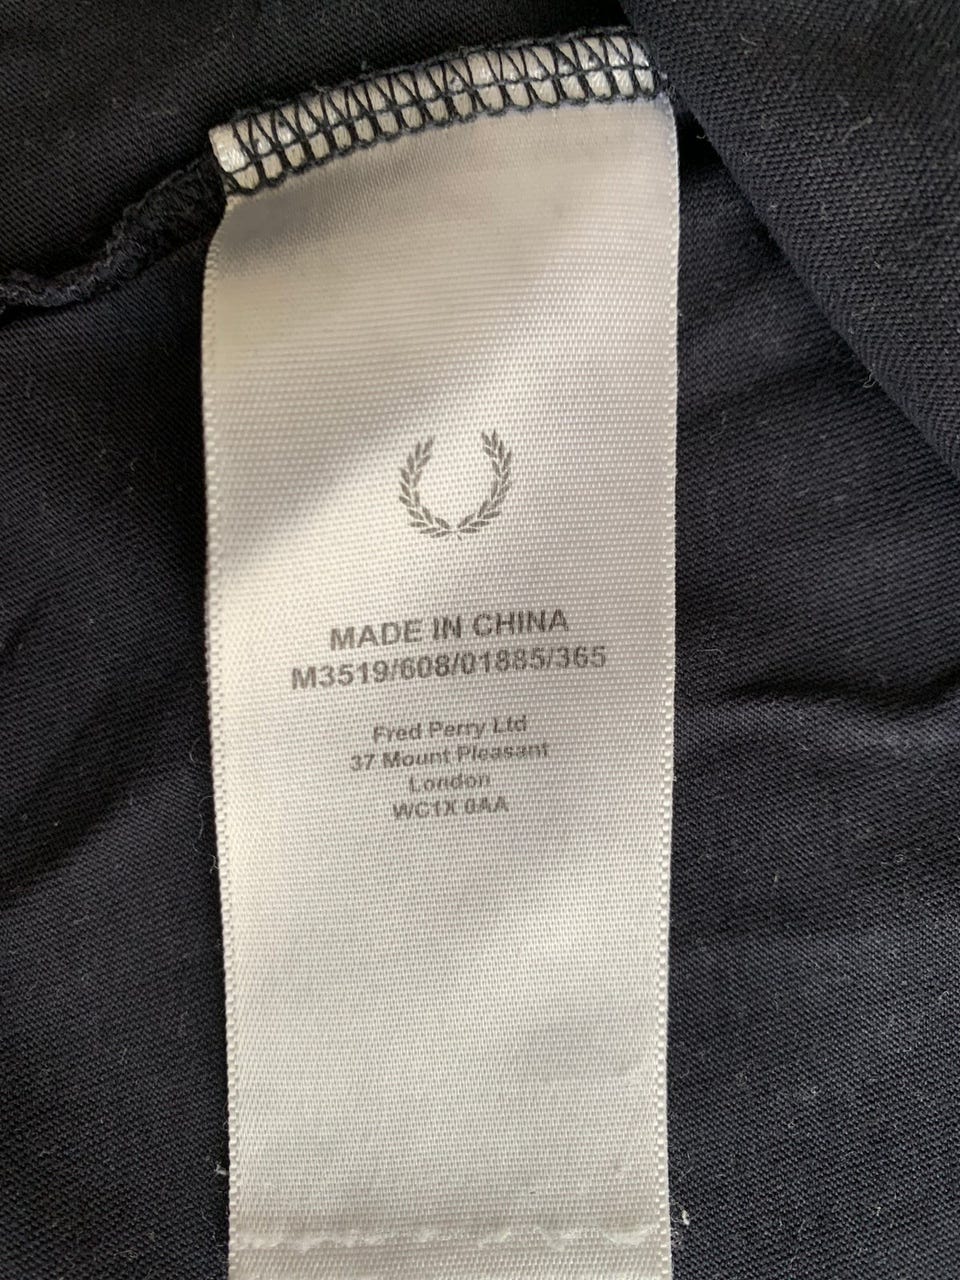 MADE IN CHINA
M3519/608/01885/365
Fred Perry Ltd
37 Mount Pleasant
London
WC1X 0AA